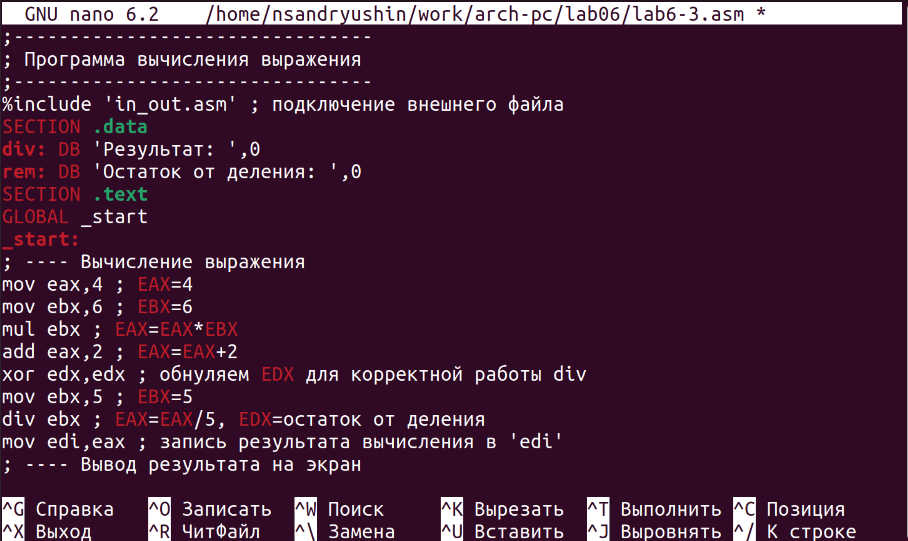 GNU nano 6.2 /home/nsandryushin/work/arch-pc/lab06/lab6-3.asm *
;--------------------------------
; Программа вычисления выражения
;--------------------------------
%include 'in_out.asm' ; подключение внешнего файла
SECTION .data
div: DB 'Результат: ',0
rem: DB 'Остаток от деления: ',0
SECTION .text
GLOBAL _start
_start:
; ---- Вычисление выражения
mov eax,4 ; EAX=4
mov ebx,6 ; EBX=6
mul ebx ; EAX=EAX*EBX
add eax,2 ; EAX=EAX+2
xor edx,edx ; обнуляем EDX для корректной работы div
mov ebx,5 ; EBX=5
div ebx ; EAX=EAX/5, EDX=остаток от деления
mov edi,eax ; запись результата вычисления в 'edi'
; ---- Вывод результата на экран
^G Справка ^O Записать ^W Поиск ^K Вырезать ^T Выполнить ^C Позиция
^X Выход ^R ЧитФайл ^\ Замена ^U Вставить ^J Выровнять ^/ К строке